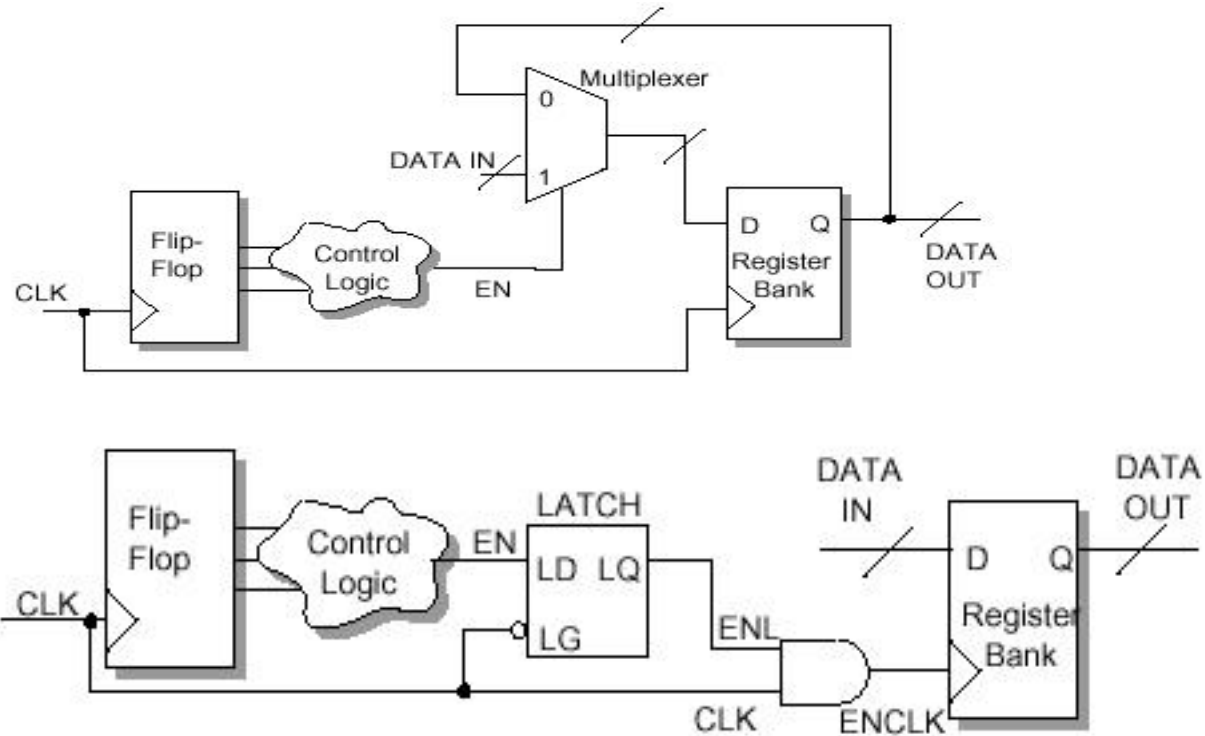 Multiplexer
0
DATA IN
1
Flip-
Flop
Control
Logic
EN
CLK
D Q
Register
Bank
DATA
OUT
Flip-
Flop
Control
Logic
CLK
EN
LATCH
LD LQ
LG
ENL
CLK
ENCLK
DATA
IN
D Q
Register
Bank
DATA
OUT